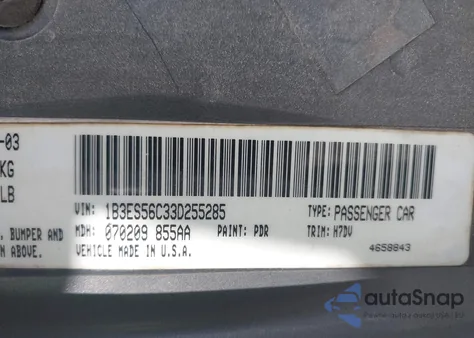 -03
KG
LB
VIN: 1B3ES56C33D255285 TYPE: PASSENGER CAR
, BUMPER AND MDH: 070209 855AA PAINT: PDR TRIM: H7DV
N ABOVE. VEHICLE MADE IN U.S.A. 4658843
autoSnap